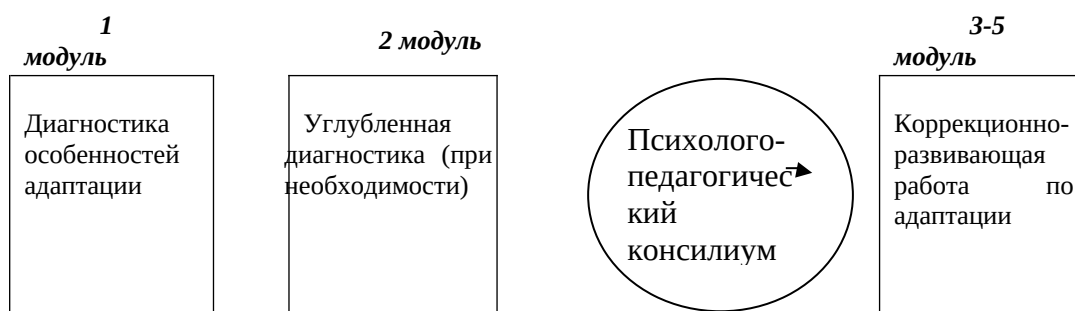 1
модуль
2 модуль
3-5
модуль
Диагностика
особенностей
адаптации
Углубленная
диагностика (при
необходимости)
Психолого-
педагогичес
кий
консилиум
Коррекционно-
развивающая
работа по
адаптации